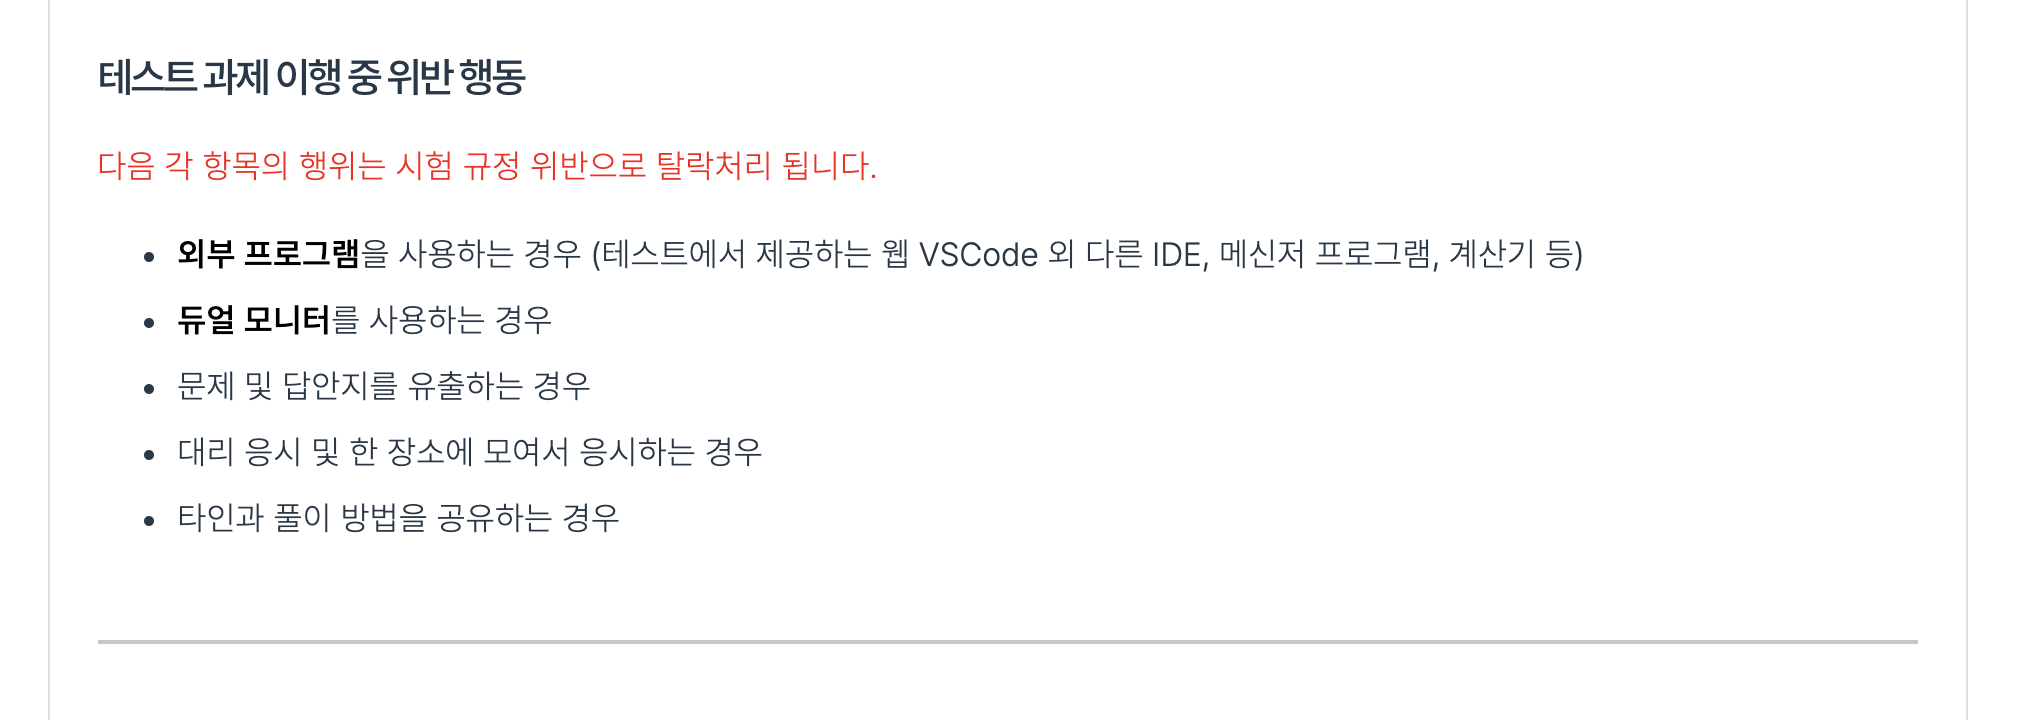 테스트 과제 이행 중 위반 행동
다음 각 항목의 행위는 시험 규정 위반으로 탈락처리 됩니다.
• 외부 프로그램을 사용하는 경우 (테스트에서 제공하는 웹 VSCode 외 다른 IDE, 메신저 프로그램, 계산기 등)
• 듀얼 모니터를 사용하는 경우
• 문제 및 답안지를 유출하는 경우
• 대리 응시 및 한 장소에 모여서 응시하는 경우
• 타인과 풀이 방법을 공유하는 경우